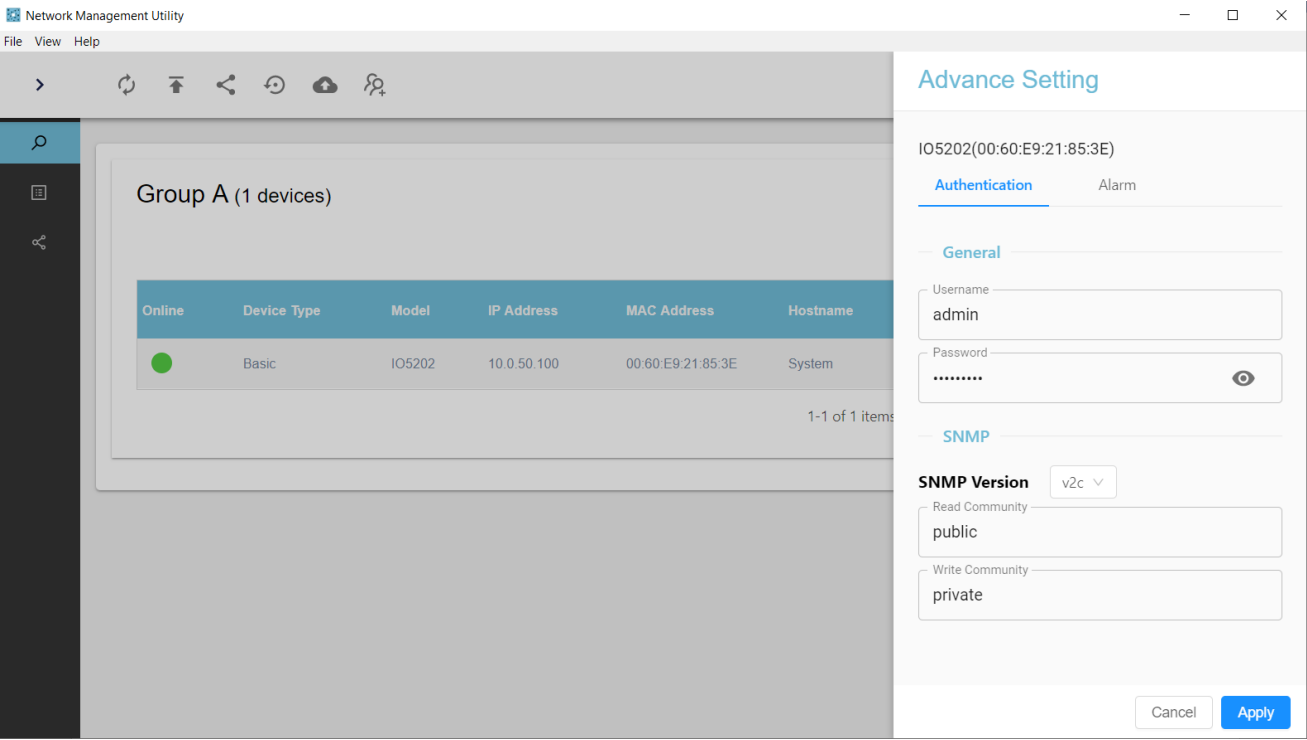 Network Management Utility
File View Help
Advance Setting
IO5202(00:60:E9:21:85:3E)
Authentication Alarm
Group A (1 devices)
General
Username
admin
Online Device Type Model IP Address MAC Address Hostname
Password
•••••••••
Basic IO5202 10.0.50.100 00:60:E9:21:85:3E System
1-1 of 1 items
SNMP
SNMP Version v2c
Read Community
public
Write Community
private
Cancel Apply